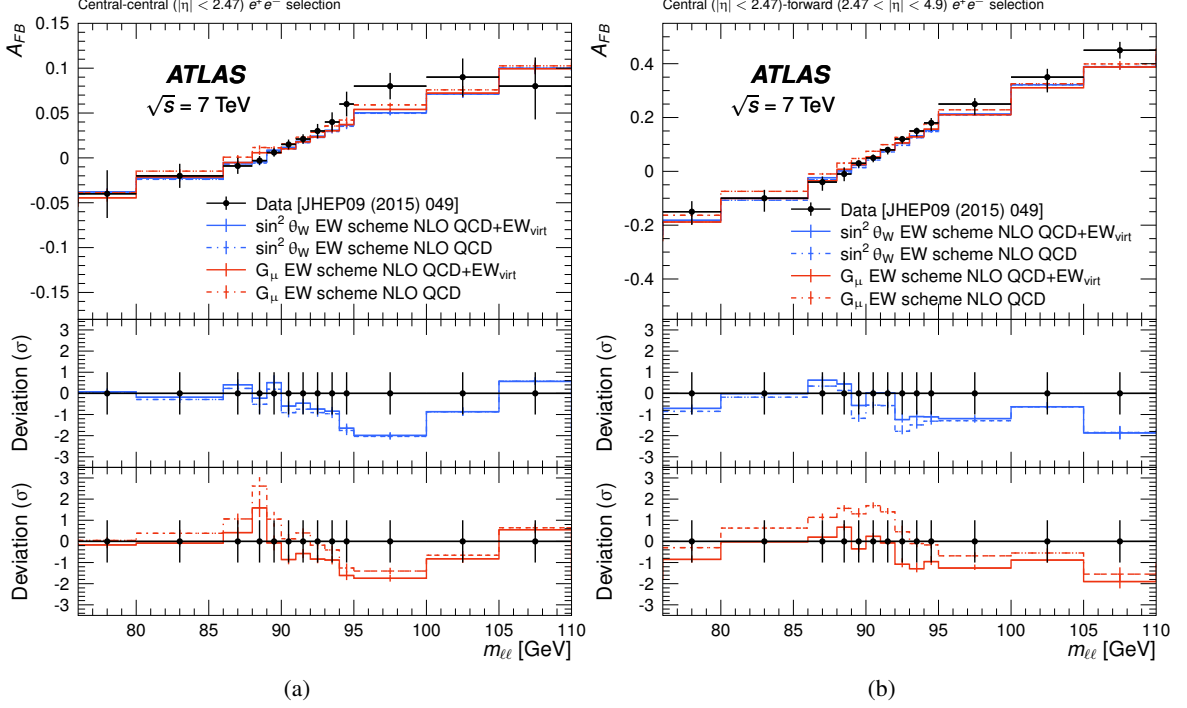 Central-central (|η| < 2.47) e⁺e⁻ selection
A_FB
0.15
0.1
0.05
0
-0.05
-0.1
-0.15
ATLAS
√s = 7 TeV
Data [JHEP09 (2015) 049]
sin² θ_W EW scheme NLO QCD+EW_virt
sin² θ_W EW scheme NLO QCD
G_μ EW scheme NLO QCD+EW_virt
G_μ EW scheme NLO QCD
Deviation (σ)
3
2
1
0
-1
-2
-3
Deviation (σ)
3
2
1
0
-1
-2
-3
80 85 90 95 100 105 110
m_ℓℓ [GeV]
(a)
Central (|η| < 2.47)-forward (2.47 < |η| < 4.9) e⁺e⁻ selection
A_FB
0.4
0.2
0
-0.2
-0.4
ATLAS
√s = 7 TeV
Data [JHEP09 (2015) 049]
sin² θ_W EW scheme NLO QCD+EW_virt
sin² θ_W EW scheme NLO QCD
G_μ EW scheme NLO QCD+EW_virt
G_μ EW scheme NLO QCD
Deviation (σ)
3
2
1
0
-1
-2
-3
Deviation (σ)
3
2
1
0
-1
-2
-3
80 85 90 95 100 105 110
m_ℓℓ [GeV]
(b)